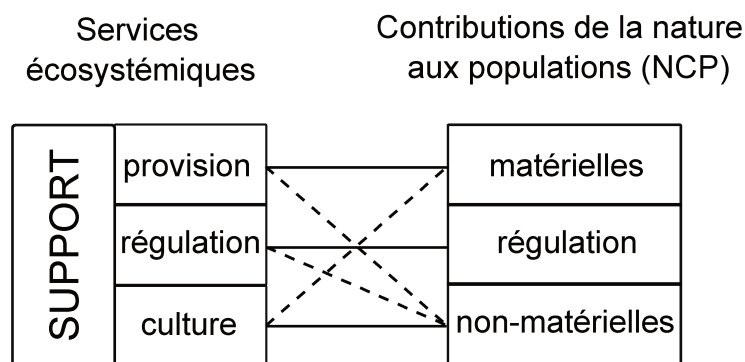 Services
écosystémiques
Contributions de la nature
aux populations (NCP)
SUPPORT
provision
régulation
culture
matérielles
régulation
non-matérielles